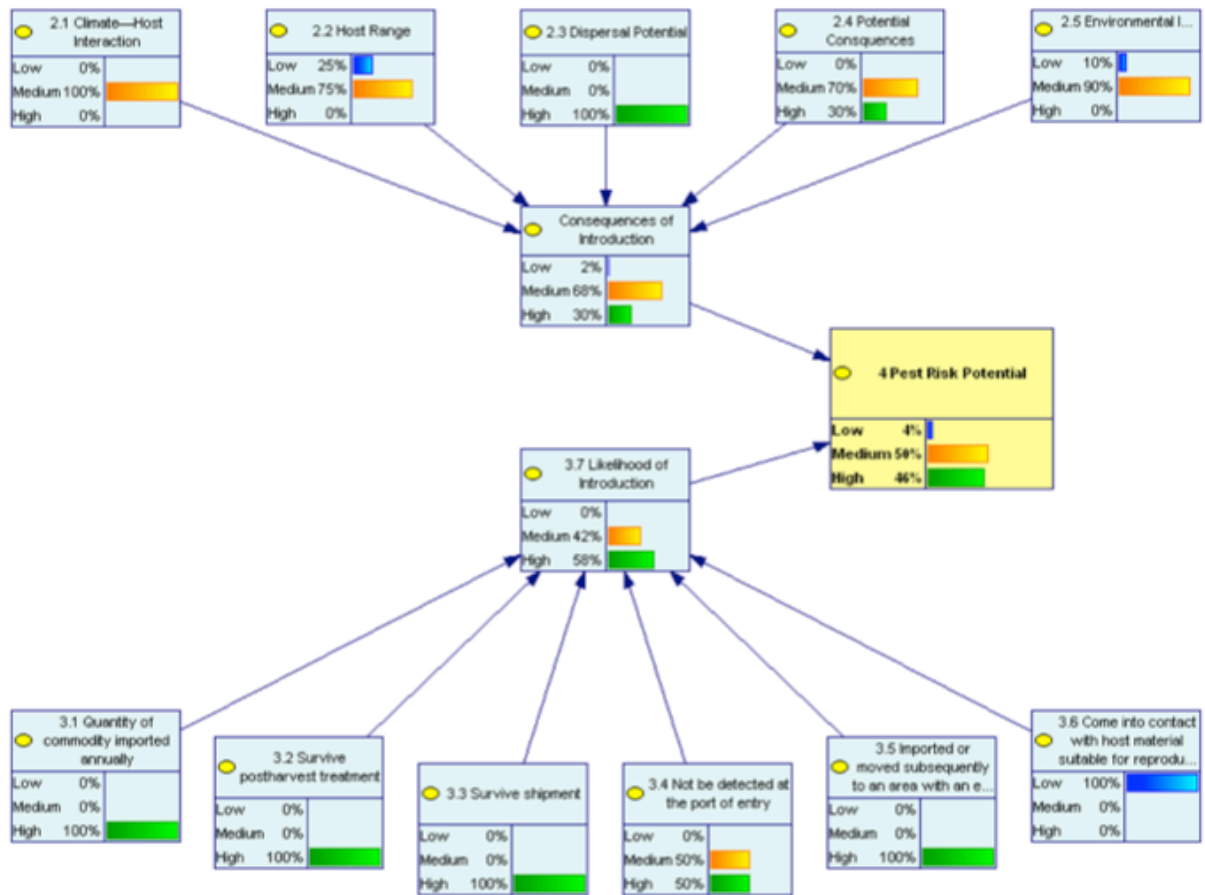 2.1 Climate—Host
Interaction
Low 0%
Medium 100%
High 0%
2.2 Host Range
Low 25%
Medium 75%
High 0%
2.3 Dispersal Potential
Low 0%
Medium 0%
High 100%
2.4 Potential
Consquences
Low 0%
Medium 70%
High 30%
2.5 Environmental I...
Low 10%
Medium 90%
High 0%
Consequences of
Introduction
Low 2%
Medium 68%
High 30%
4 Pest Risk Potential
Low 4%
Medium 50%
High 46%
3.7 Likelihood of
Introduction
Low 0%
Medium 42%
High 58%
3.1 Quantity of
commodity imported
annually
Low 0%
Medium 0%
High 100%
3.2 Survive
postharvest treatment
Low 0%
Medium 0%
High 100%
3.3 Survive shipment
Low 0%
Medium 0%
High 100%
3.4 Not be detected at
the port of entry
Low 0%
Medium 50%
High 50%
3.5 Imported or
moved subsequently
to an area with an e...
Low 0%
Medium 0%
High 100%
3.6 Come into contact
with host material
suitable for reprodu...
Low 100%
Medium 0%
High 0%